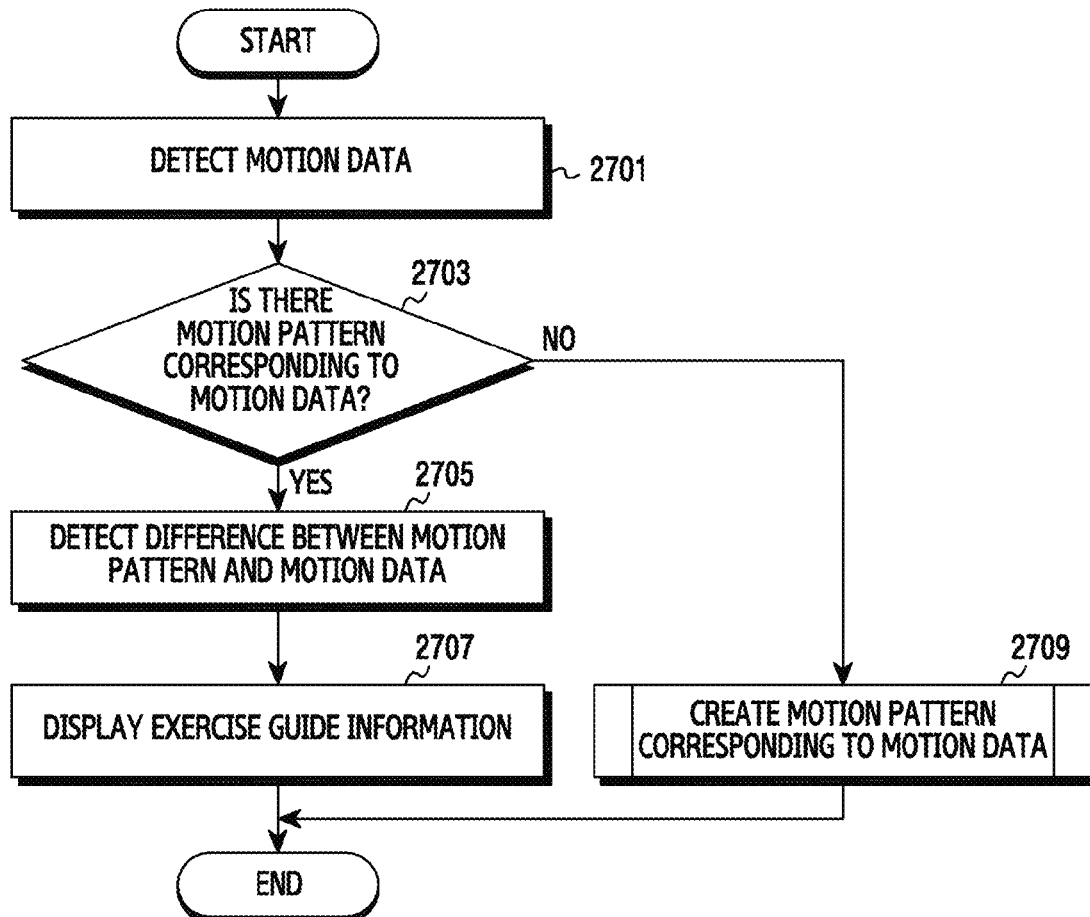 START
DETECT MOTION DATA
2701
2703
IS THERE
MOTION PATTERN
CORRESPONDING TO
MOTION DATA?
NO
YES
2705
DETECT DIFFERENCE BETWEEN MOTION
PATTERN AND MOTION DATA
2707
DISPLAY EXERCISE GUIDE INFORMATION
2709
CREATE MOTION PATTERN
CORRESPONDING TO MOTION DATA
END